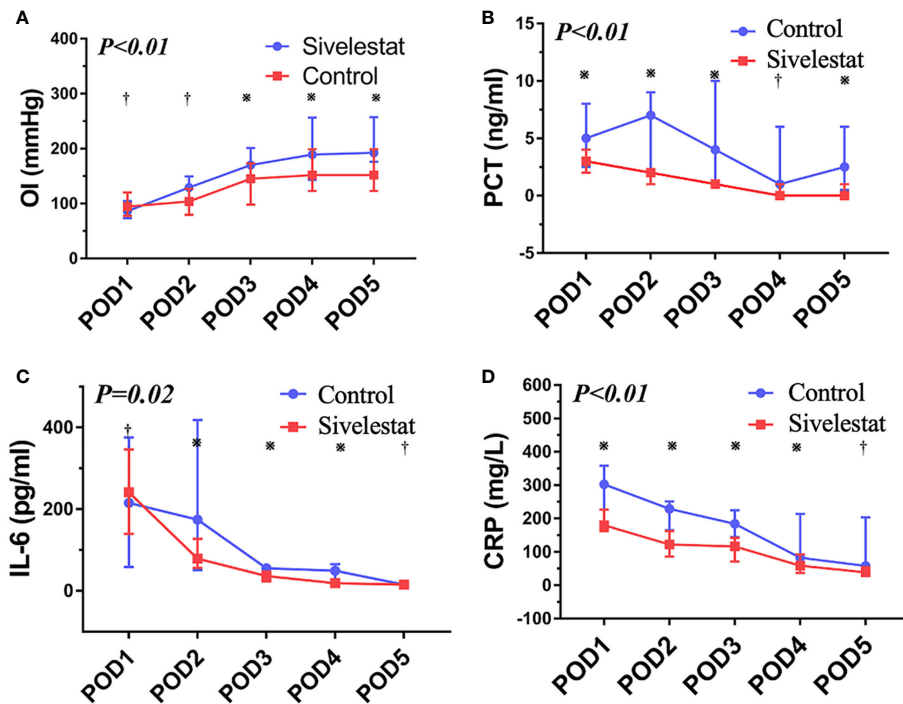 A
P<0.01
Sivelestat
Control
† † ※ ※ ※
400
300
200
100
0
OI (mmHg)
POD1 POD2 POD3 POD4 POD5
B
P<0.01
Control
Sivelestat
※ ※ ※ † ※
15
10
5
0
-5
PCT (ng/ml)
POD1 POD2 POD3 POD4 POD5
C
P=0.02
Control
Sivelestat
† ※ ※ ※ †
400
200
0
IL-6 (pg/ml)
POD1 POD2 POD3 POD4 POD5
D
P<0.01
Control
Sivelestat
※ ※ ※ ※ †
600
500
400
300
200
100
0
-100
CRP (mg/L)
POD1 POD2 POD3 POD4 POD5